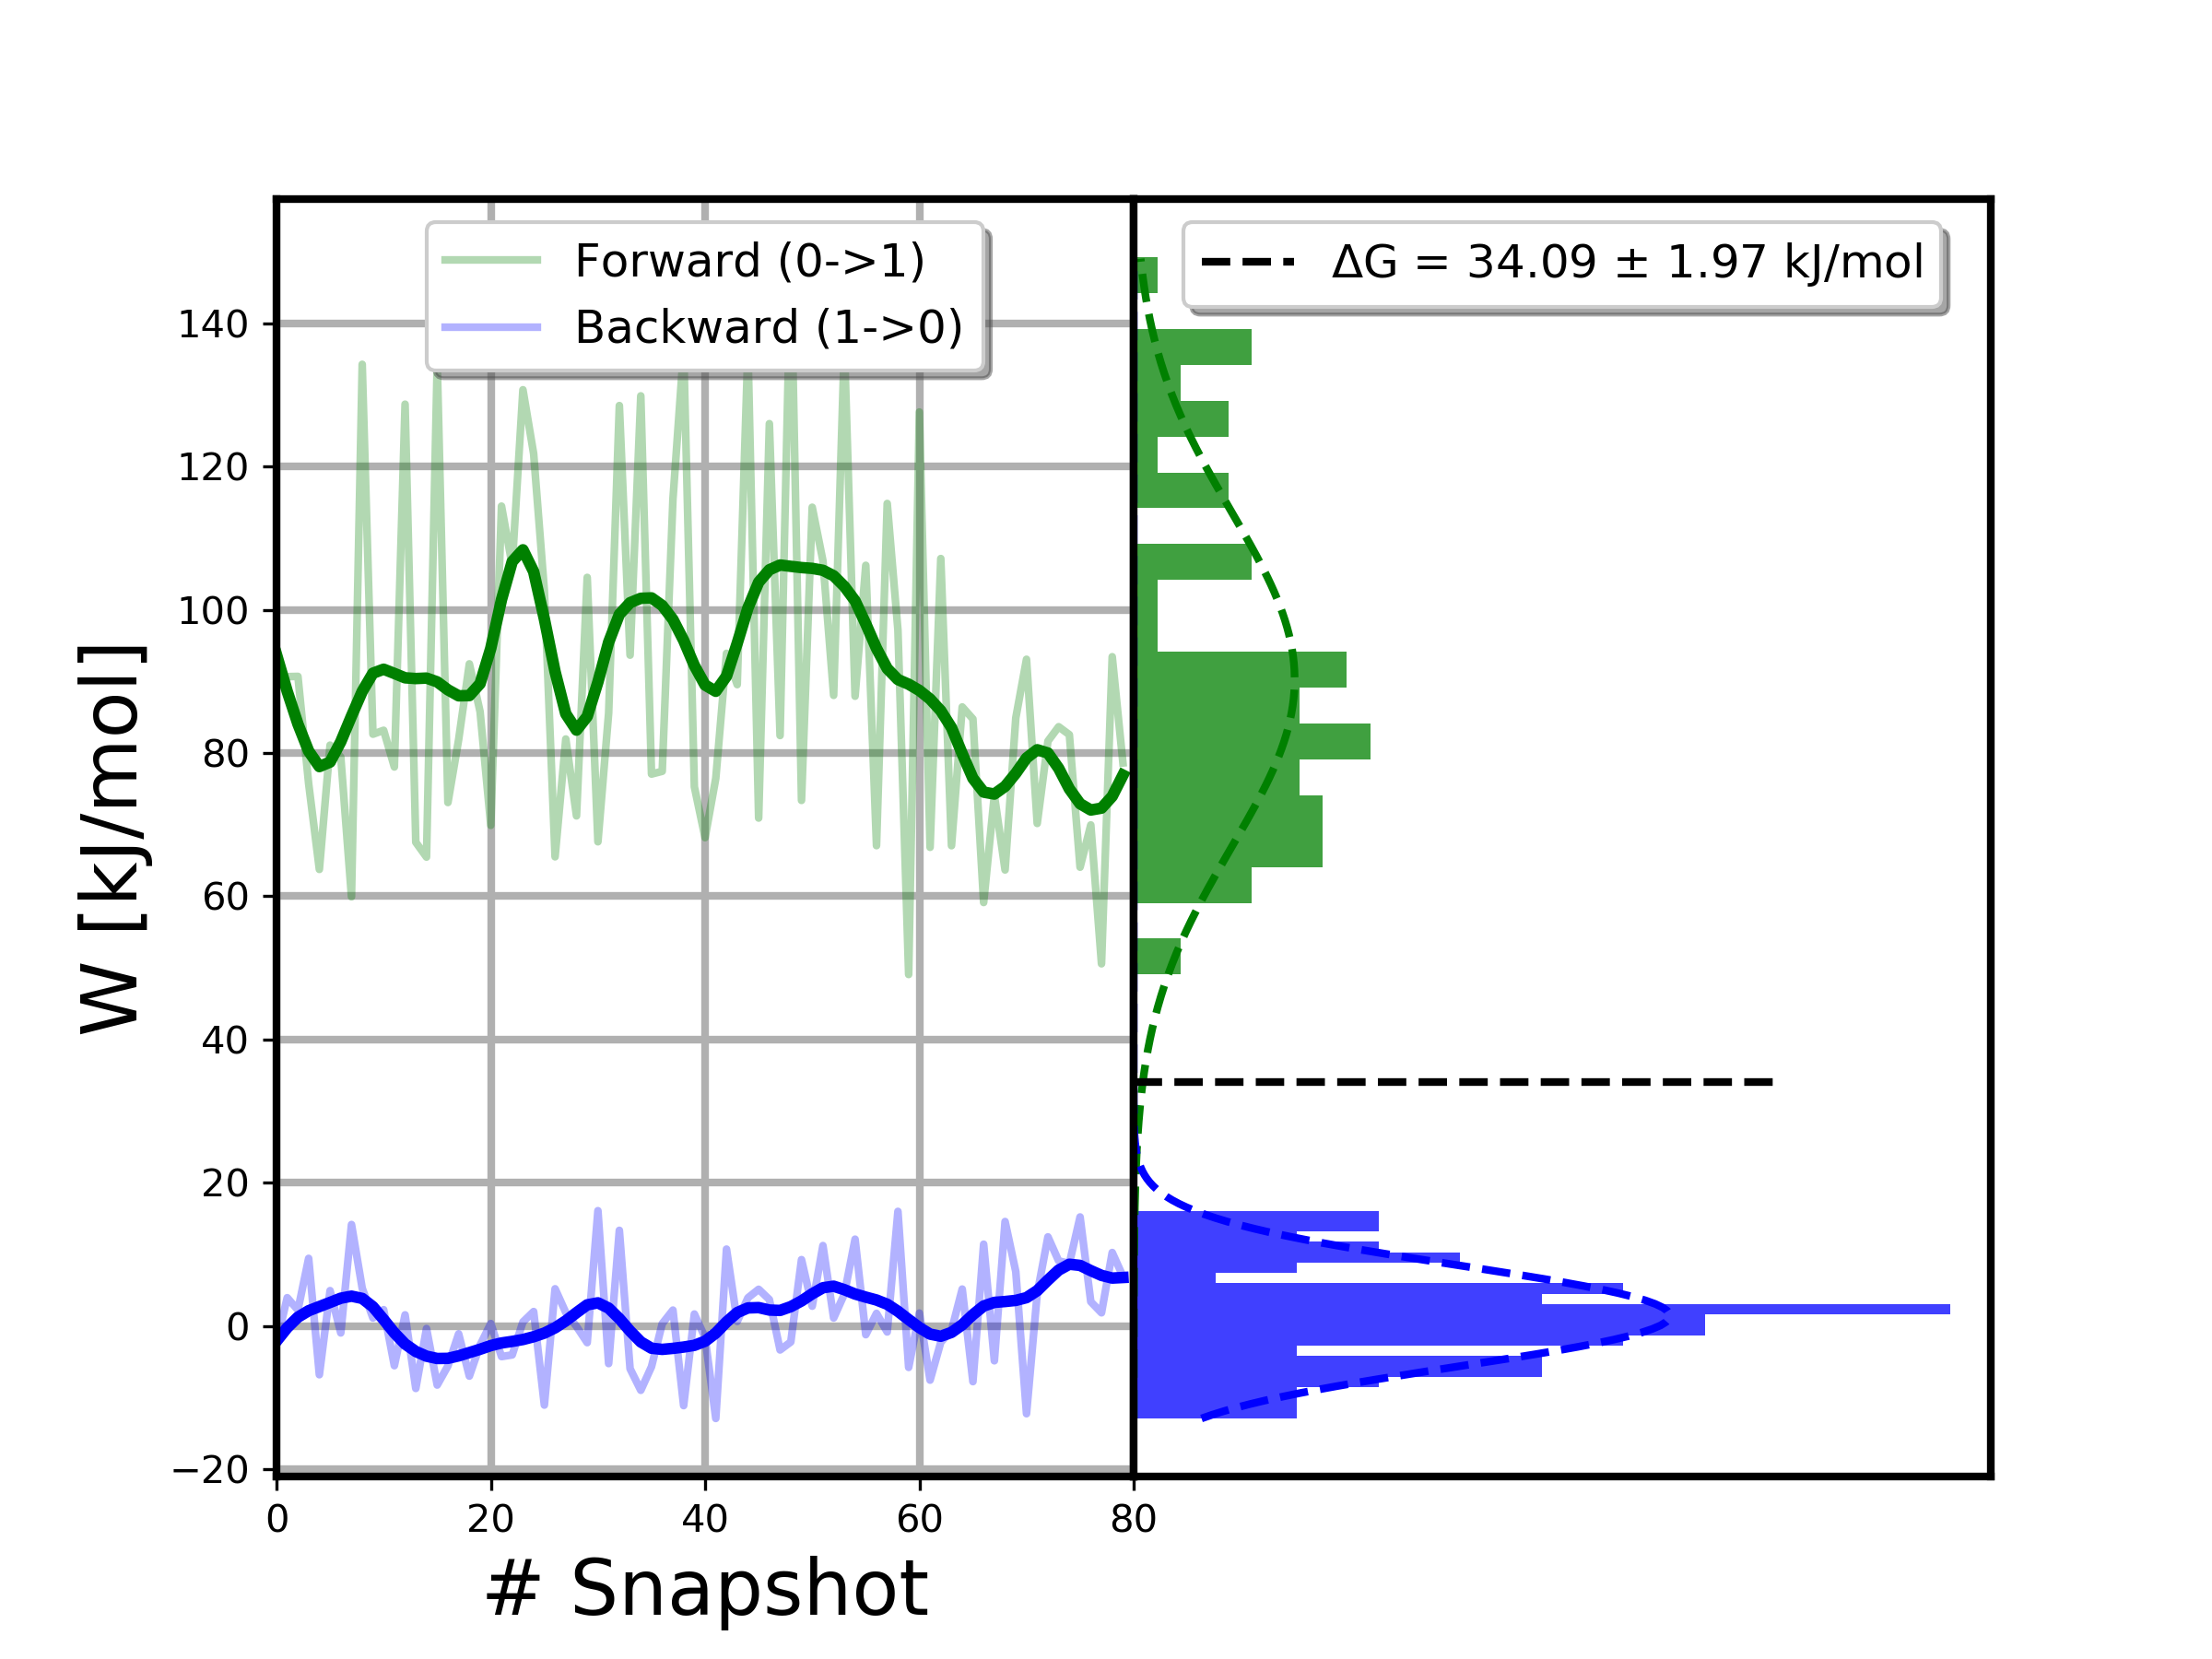 Forward (0->1)
Backward (1->0)
ΔG = 34.09 ± 1.97 kJ/mol
W [kJ/mol]
140
120
100
80
60
40
20
0
−20
0 20 40 60 80
# Snapshot